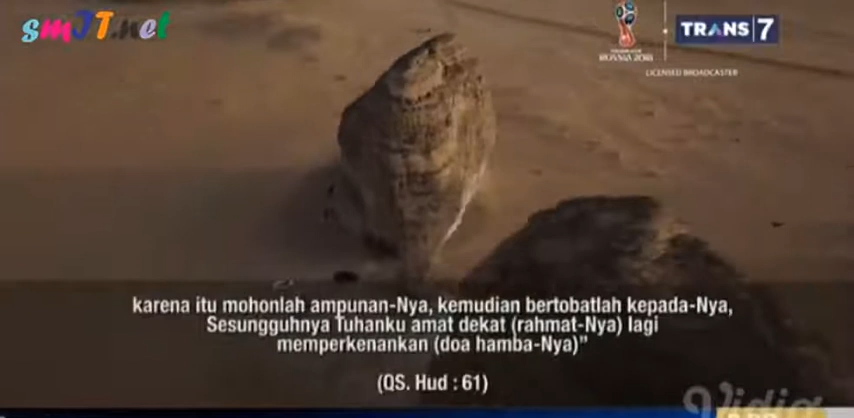 smJT.net
RUSSIA 2018
TRANS 7
LICENSED BROADCASTER
karena itu mohonlah ampunan-Nya, kemudian bertobatlah kepada-Nya,
Sesungguhnya Tuhanku amat dekat (rahmat-Nya) lagi
memperkenankan (doa hamba-Nya)"
(QS. Hud : 61)
Vidio